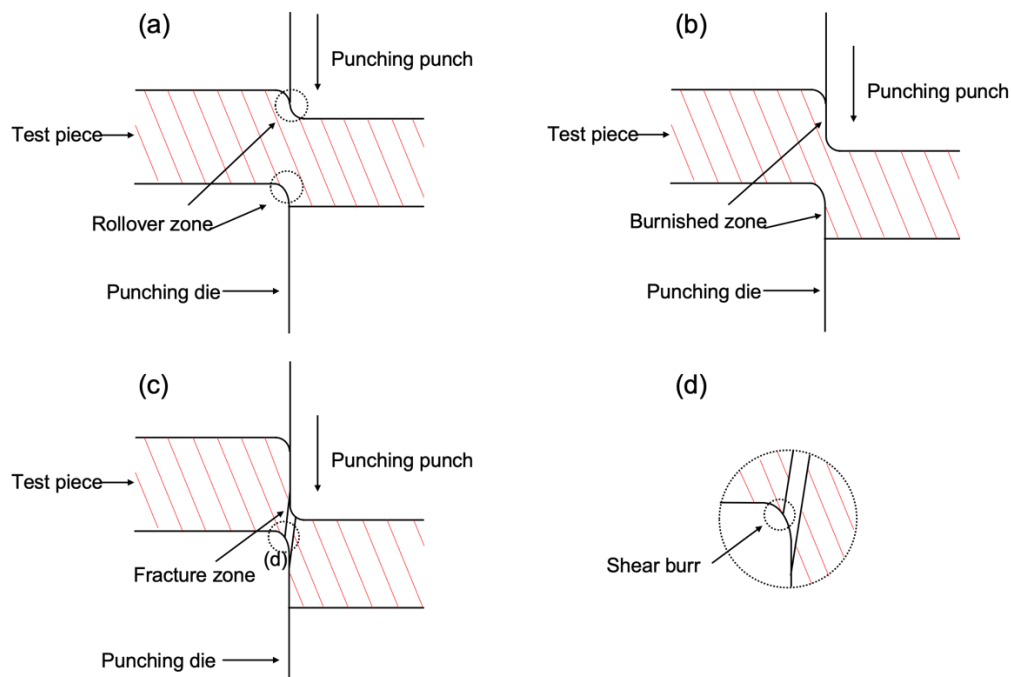 (a)
Punching punch
Test piece
Rollover zone
Punching die
(b)
Punching punch
Test piece
Burnished zone
Punching die
(c)
Punching punch
Test piece
(d)
Fracture zone
Punching die
(d)
Shear burr